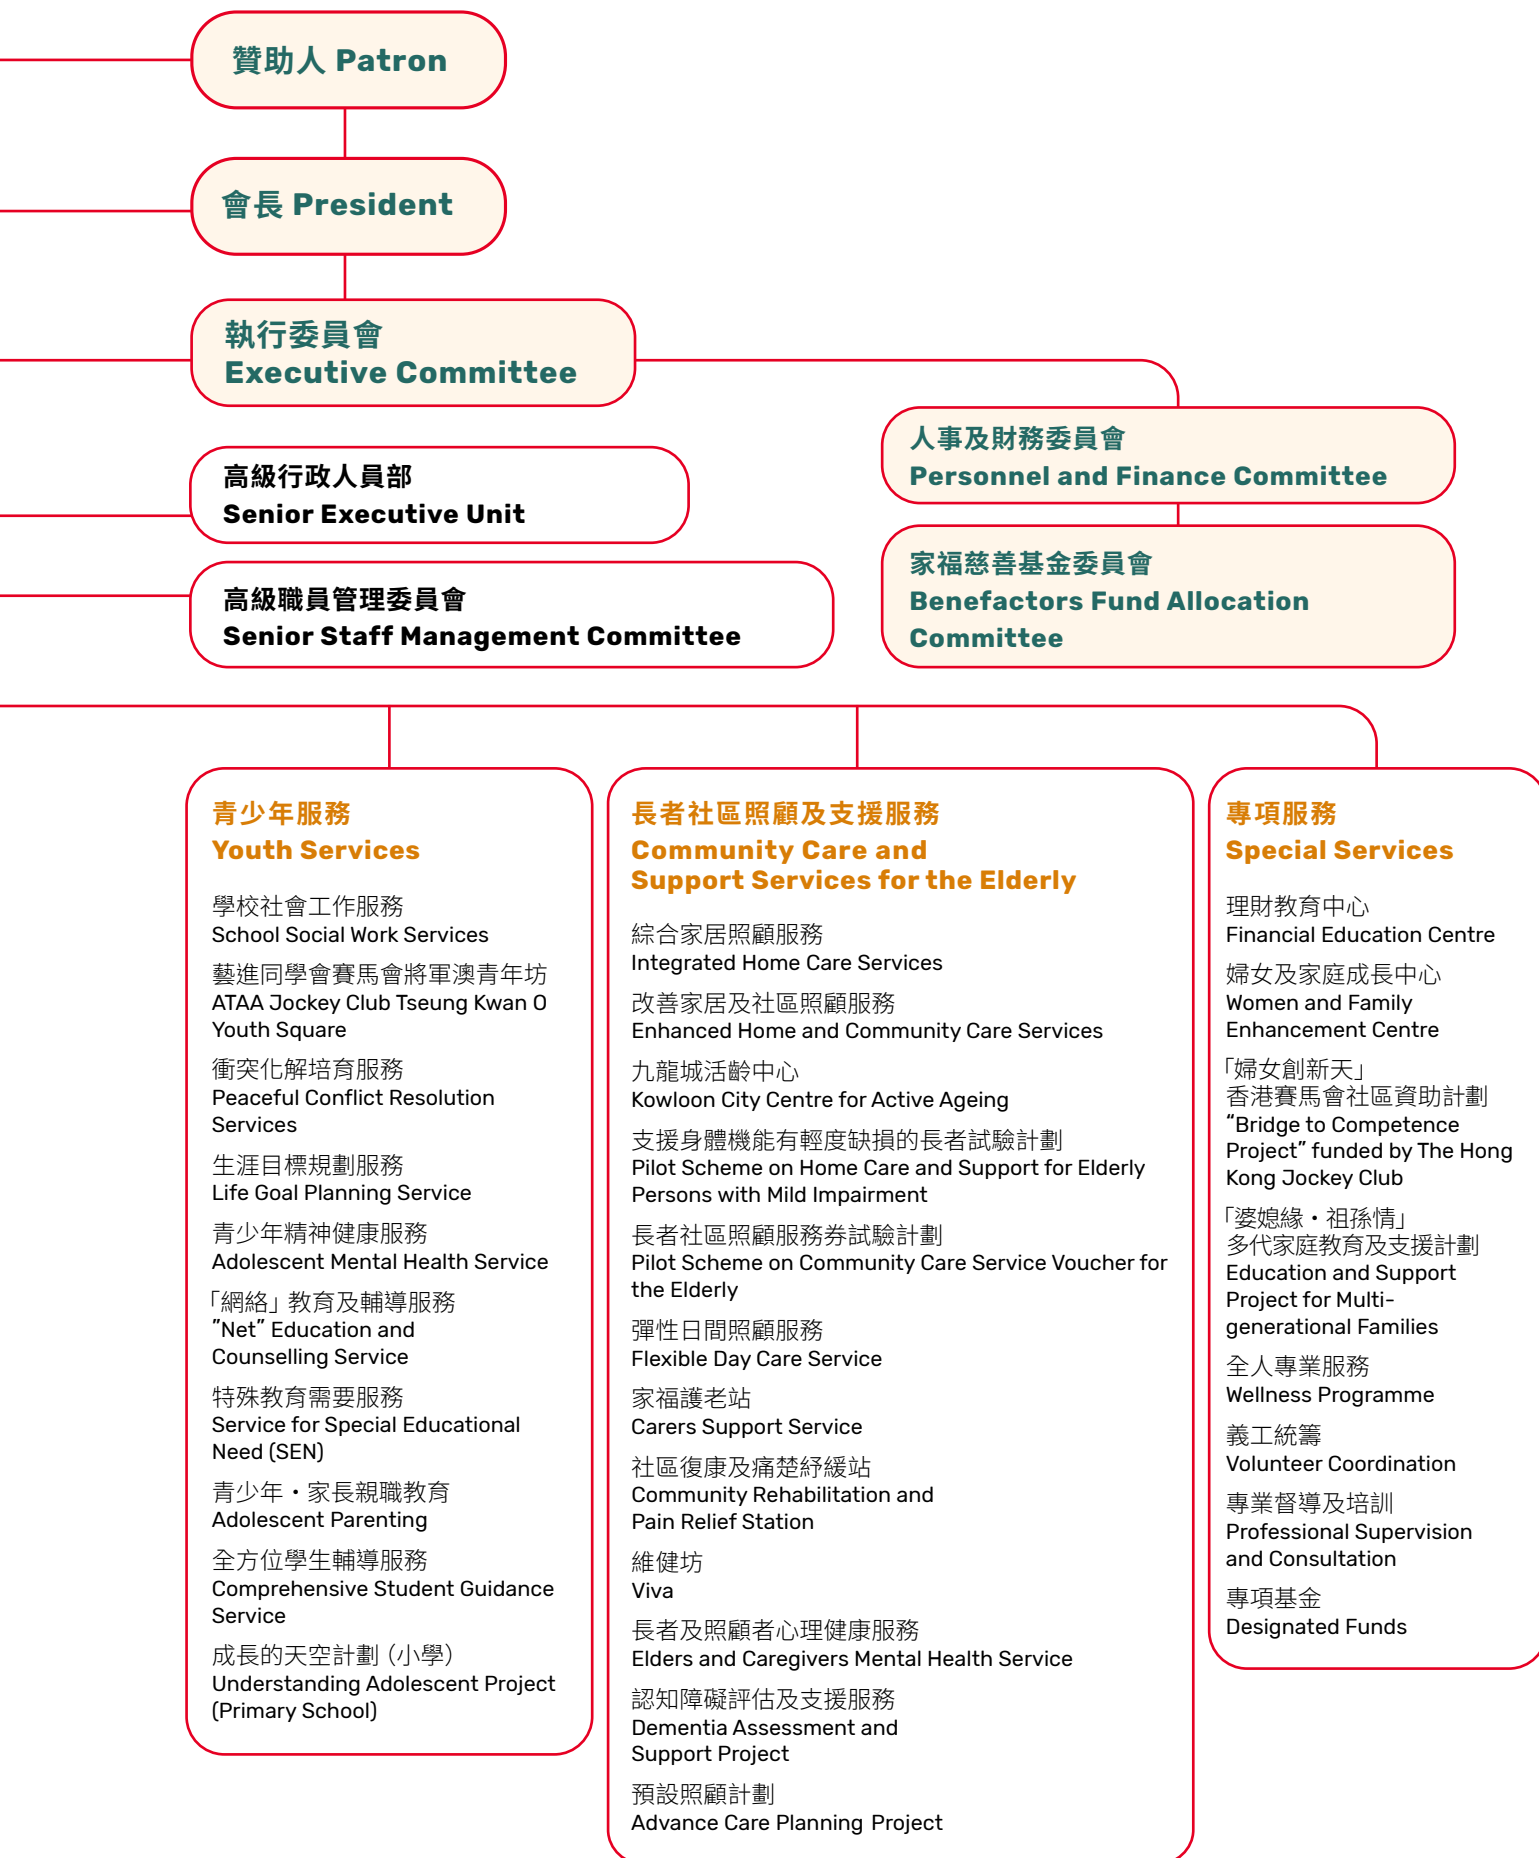 贊助人 Patron
會長 President
執行委員會
Executive Committee
人事及財務委員會
Personnel and Finance Committee
高級行政人員部
Senior Executive Unit
家福慈善基金委員會
Benefactors Fund Allocation
Committee
高級職員管理委員會
Senior Staff Management Committee
青少年服務
Youth Services
學校社會工作服務
School Social Work Services
藝進同學會賽馬會將軍澳青年坊
ATAA Jockey Club Tseung Kwan O
Youth Square
衝突化解培育服務
Peaceful Conflict Resolution
Services
生涯目標規劃服務
Life Goal Planning Service
青少年精神健康服務
Adolescent Mental Health Service
「網絡」教育及輔導服務
"Net" Education and
Counselling Service
特殊教育需要服務
Service for Special Educational
Need (SEN)
青少年・家長親職教育
Adolescent Parenting
全方位學生輔導服務
Comprehensive Student Guidance
Service
成長的天空計劃（小學）
Understanding Adolescent Project
(Primary School)
長者社區照顧及支援服務
Community Care and
Support Services for the Elderly
綜合家居照顧服務
Integrated Home Care Services
改善家居及社區照顧服務
Enhanced Home and Community Care Services
九龍城活齡中心
Kowloon City Centre for Active Ageing
支援身體機能有輕度缺損的長者試驗計劃
Pilot Scheme on Home Care and Support for Elderly
Persons with Mild Impairment
長者社區照顧服務券試驗計劃
Pilot Scheme on Community Care Service Voucher for
the Elderly
彈性日間照顧服務
Flexible Day Care Service
家福護老站
Carers Support Service
社區復康及痛楚紓緩站
Community Rehabilitation and
Pain Relief Station
維健坊
Viva
長者及照顧者心理健康服務
Elders and Caregivers Mental Health Service
認知障礙評估及支援服務
Dementia Assessment and
Support Project
預設照顧計劃
Advance Care Planning Project
專項服務
Special Services
理財教育中心
Financial Education Centre
婦女及家庭成長中心
Women and Family
Enhancement Centre
「婦女創新天」
香港賽馬會社區資助計劃
“Bridge to Competence
Project” funded by The Hong
Kong Jockey Club
「婆媳緣・祖孫情」
多代家庭教育及支援計劃
Education and Support
Project for Multi-
generational Families
全人專業服務
Wellness Programme
義工統籌
Volunteer Coordination
專業督導及培訓
Professional Supervision
and Consultation
專項基金
Designated Funds